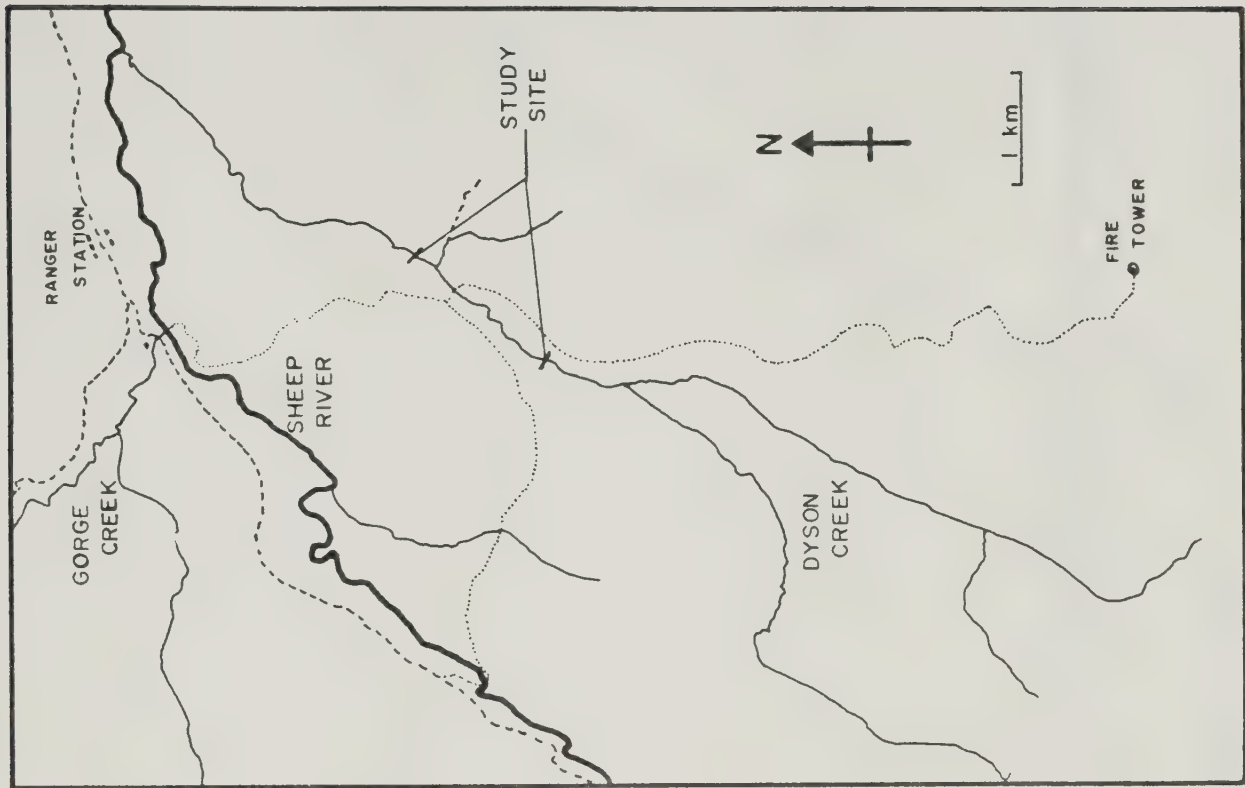 RANGER
STATION
GORGE
CREEK
SHEEP
RIVER
STUDY
SITE
N
DYSON
CREEK
1 km
FIRE
TOWER